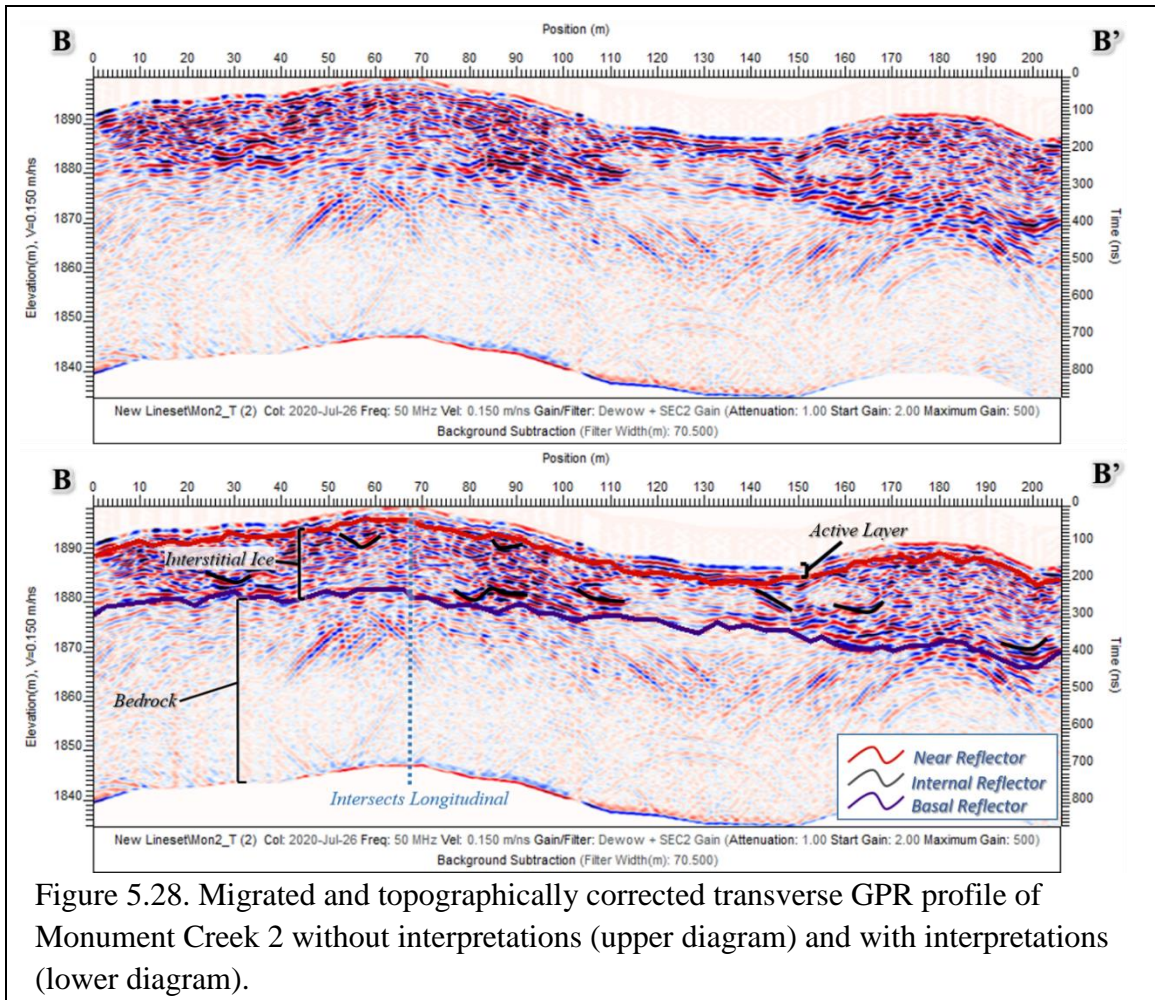 Position (m)
B B'
0 10 20 30 40 50 60 70 80 90 100 110 120 130 140 150 160 170 180 190 200
Elevation(m), V=0.150 m/ns
1890
1880
1870
1860
1850
1840
0
100
200
300
400
500
600
700
800
Time (ns)
New Lineset\Mon2_T (2) Col: 2020-Jul-26 Freq: 50 MHz Vel: 0.150 m/ns Gain/Filter: Dewow + SEC2 Gain (Attenuation: 1.00 Start Gain: 2.00 Maximum Gain: 500)
Background Subtraction (Filter Width(m): 70.500)
Position (m)
B B'
0 10 20 30 40 50 60 70 80 90 100 110 120 130 140 150 160 170 180 190 200
Elevation(m), V=0.150 m/ns
1890
1880
1870
1860
1850
1840
0
100
200
300
400
500
600
700
800
Time (ns)
Active Layer
Interstitial Ice
Bedrock
Intersects Longitudinal
Near Reflector
Internal Reflector
Basal Reflector
New Lineset\Mon2_T (2) Col: 2020-Jul-26 Freq: 50 MHz Vel: 0.150 m/ns Gain/Filter: Dewow + SEC2 Gain (Attenuation: 1.00 Start Gain: 2.00 Maximum Gain: 500)
Background Subtraction (Filter Width(m): 70.500)
Figure 5.28. Migrated and topographically corrected transverse GPR profile of
Monument Creek 2 without interpretations (upper diagram) and with interpretations
(lower diagram).